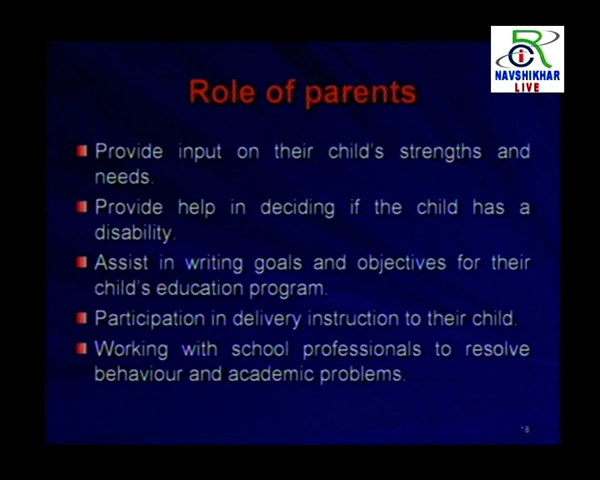 NAVSHIKHAR
LIVE
Role of parents
Provide input on their child's strengths and
needs.
Provide help in deciding if the child has a
disability.
Assist in writing goals and objectives for their
child's education program.
Participation in delivery instruction to their child.
Working with school professionals to resolve
behaviour and academic problems.